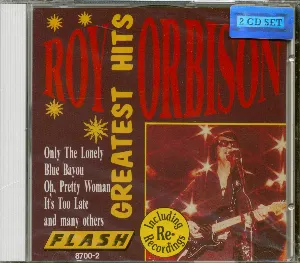 2 CD SET
ROY ORBISON
GREATEST HITS
Only The Lonely
Blue Bayou
Oh, Pretty Woman
It's Too Late
and many others
Including
Re-
Recordings
FLASH
8700-2